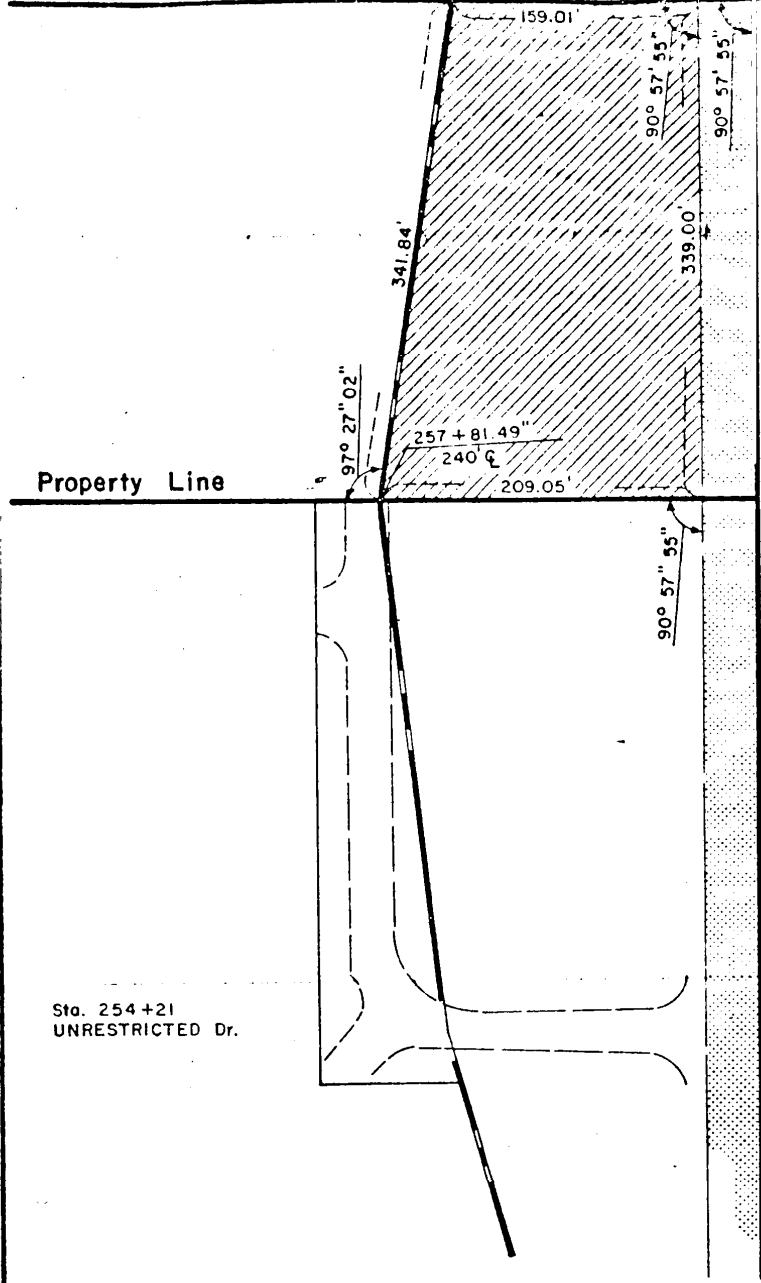 159.01'
90° 57' 55"
90° 57' 55"
341.84'
339.00'
97° 27" 02"
257 + 81.49"
240' ℄
Property Line
209.05'
90° 57" 55"
Sta. 254+21
UNRESTRICTED Dr.